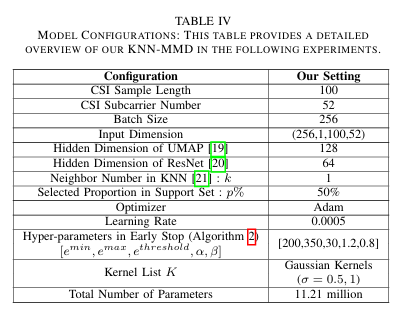 TABLE IV
MODEL CONFIGURATIONS: THIS TABLE PROVIDES A DETAILED
OVERVIEW OF OUR KNN-MMD IN THE FOLLOWING EXPERIMENTS.
Configuration Our Setting
CSI Sample Length 100
CSI Subcarrier Number 52
Batch Size 256
Input Dimension (256,1,100,52)
Hidden Dimension of UMAP [19] 128
Hidden Dimension of ResNet [20] 64
Neighbor Number in KNN [21] : k 1
Selected Proportion in Support Set : p% 50%
Optimizer Adam
Learning Rate 0.0005
Hyper-parameters in Early Stop (Algorithm 2)
[e^{min}, e^{max}, e^{threshold}, α, β] [200,350,30,1.2,0.8]
Kernel List K Gaussian Kernels
(σ = 0.5, 1)
Total Number of Parameters 11.21 million